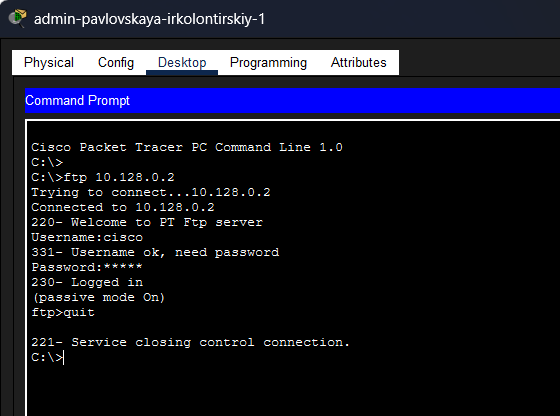 admin-pavlovskaya-irkolontirskiy-1
Physical Config Desktop Programming Attributes
Command Prompt
Cisco Packet Tracer PC Command Line 1.0
C:\>
C:\>ftp 10.128.0.2
Trying to connect...10.128.0.2
Connected to 10.128.0.2
220- Welcome to PT Ftp server
Username:cisco
331- Username ok, need password
Password:*****
230- Logged in
(passive mode On)
ftp>quit
221- Service closing control connection.
C:\>